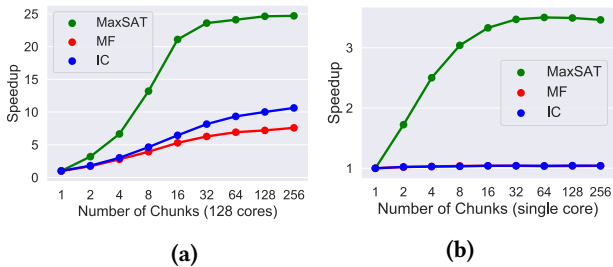 25
20
15
10
5
0
Speedup
MaxSAT
MF
IC
1 2 4 8 16 32 64 128 256
Number of Chunks (128 cores)
(a)
3
2
1
Speedup
MaxSAT
MF
IC
1 2 4 8 16 32 64 128 256
Number of Chunks (single core)
(b)